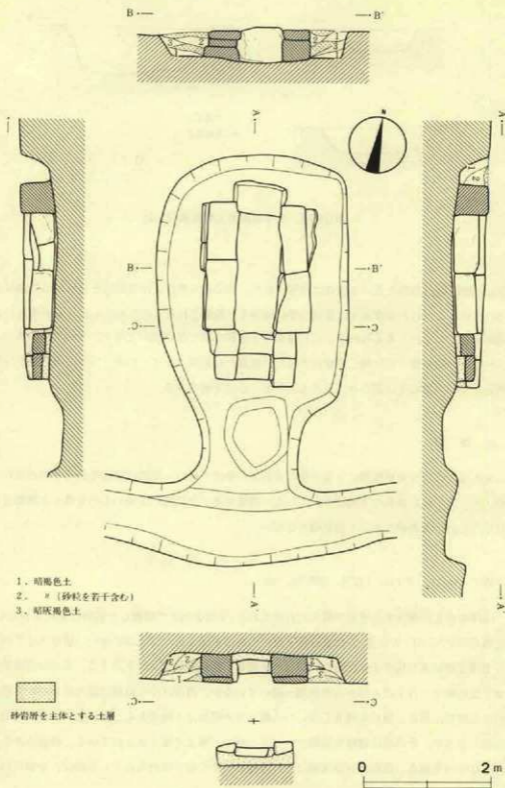 B B'
A
B B'
C C
1、暗褐色土
2、〃(砂粒を若干含む)
3、暗灰褐色土
A' A'
C C
砂岩屑を主体とする土層
0 2m